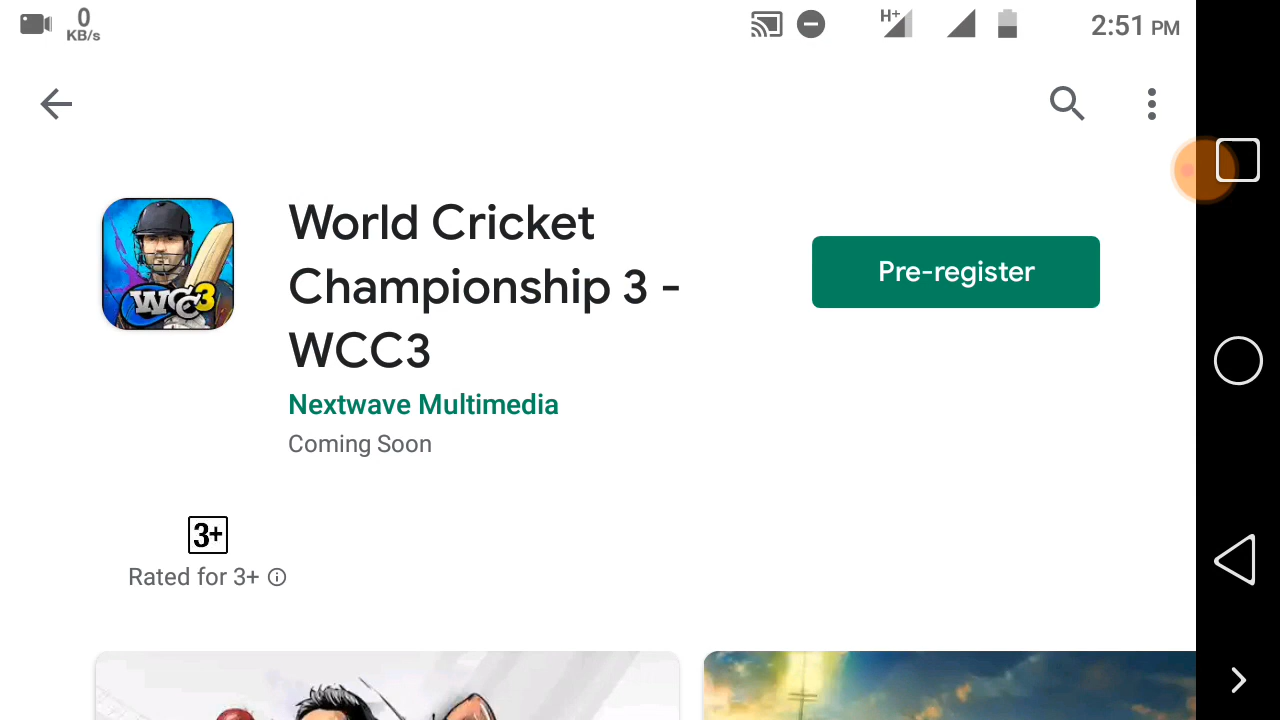 0
KB/s
H+
2:51 PM
World Cricket
Championship 3 -
WCC3
Pre-register
WCC3
Nextwave Multimedia
Coming Soon
3+
Rated for 3+